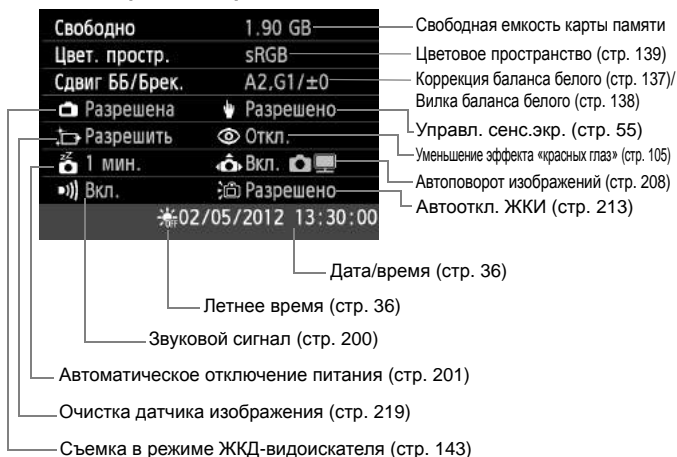 Свободно 1.90 GB Свободная емкость карты памяти
Цвет. простр. sRGB Цветовое пространство (стр. 139)
Сдвиг ББ/Брек. A2,G1/±0 Коррекция баланса белого (стр. 137)/
Вилка баланса белого (стр. 138)
Разрешена Разрешено Управл. сенс.экр. (стр. 55)
Разрешить Откл. Уменьшение эффекта «красных глаз» (стр. 105)
zz 1 мин. Вкл. Автоповорот изображений (стр. 208)
Вкл. Разрешено Автооткл. ЖКИ (стр. 213)
OFF 02/05/2012 13:30:00
Дата/время (стр. 36)
Летнее время (стр. 36)
Звуковой сигнал (стр. 200)
Автоматическое отключение питания (стр. 201)
Очистка датчика изображения (стр. 219)
Съемка в режиме ЖКД-видоискателя (стр. 143)